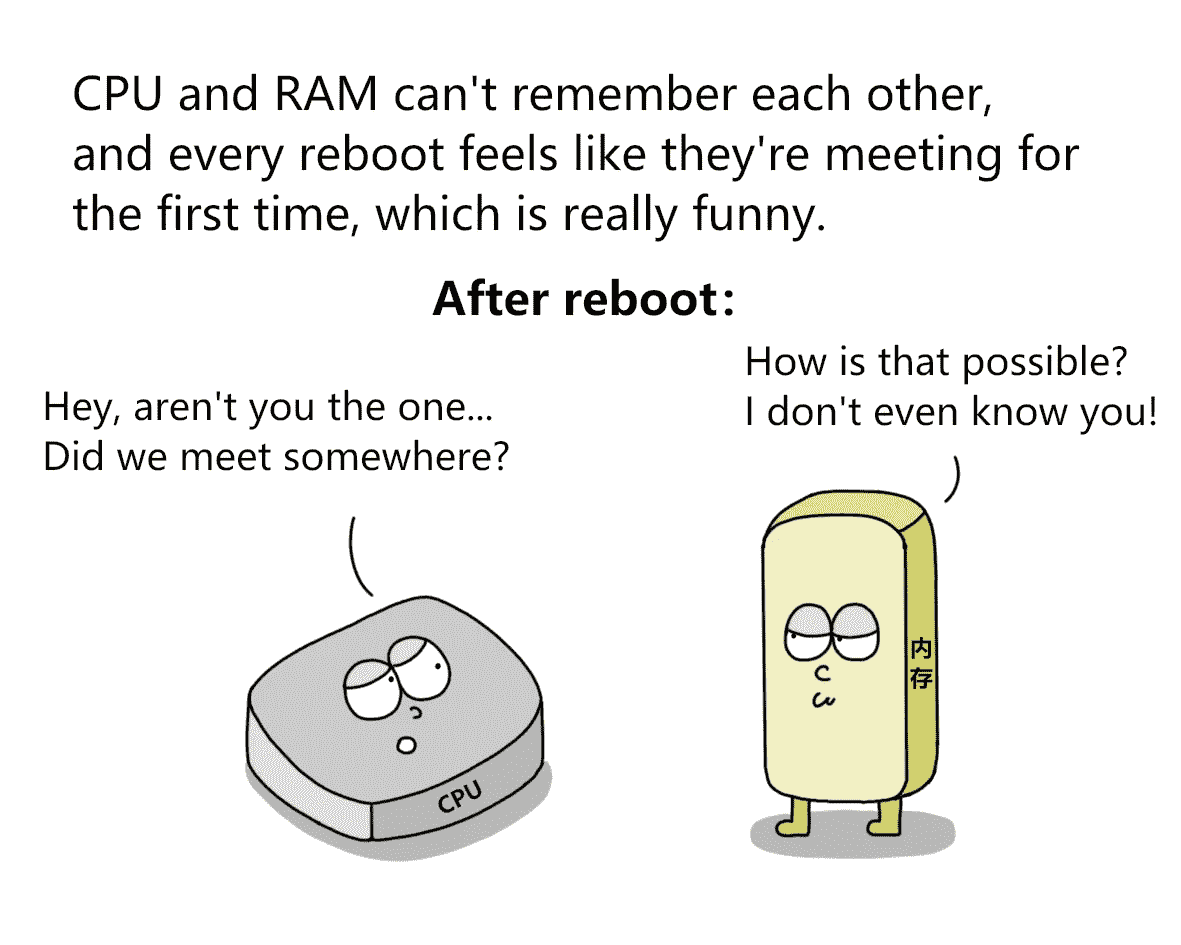 CPU and RAM can't remember each other,
and every reboot feels like they're meeting for
the first time, which is really funny.
After reboot:
How is that possible?
I don't even know you!
Hey, aren't you the one...
Did we meet somewhere?
CPU
内
存